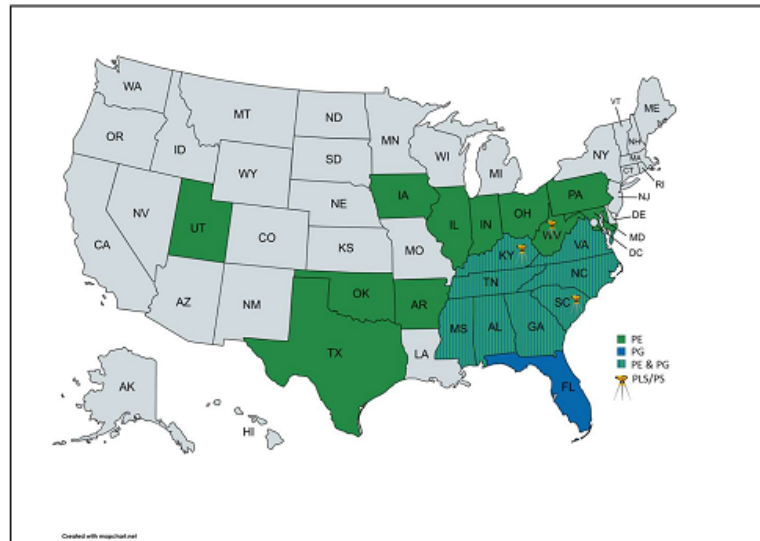 WA
MT
ND
MN
VT
ME
OR
ID
SD
WI
MI
NY
NH
MA
CT
RI
WY
IA
PA
NJ
NV
UT
NE
IL
IN
OH
DE
CA
CO
KS
MO
WV
VA
MD
DC
KY
AZ
NM
OK
AR
TN
NC
SC
MS
AL
GA
TX
LA
FL
AK
HI
PE
PG
PE & PG
PLS/PS
Created with mapchart.net